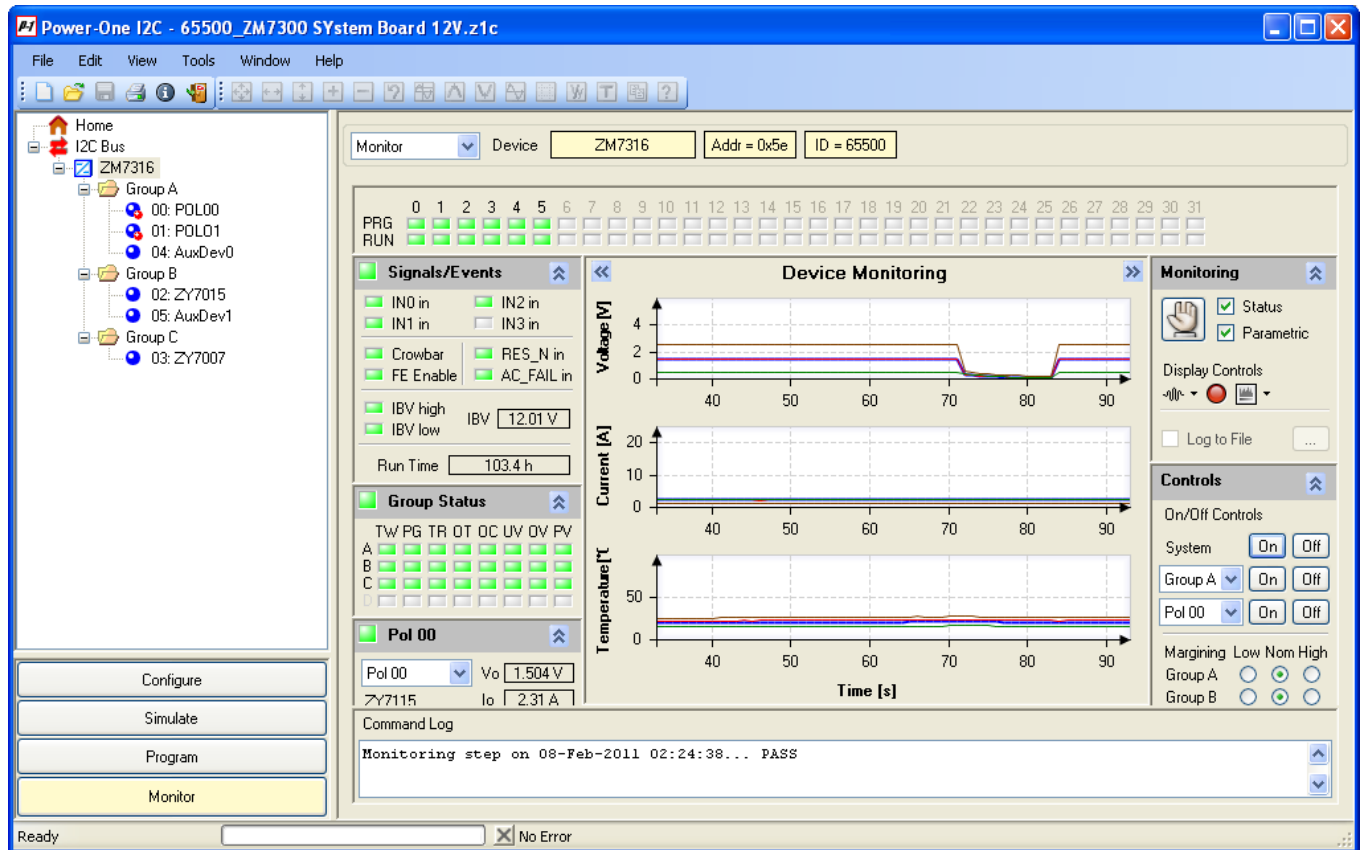 Power-One I2C - 65500_ZM7300 SYstem Board 12V.z1c
File Edit View Tools Window Help
Home
I2C Bus
ZM7316
Group A
00: POL00
01: POL01
04: AuxDev0
Group B
02: ZY7015
05: AuxDev1
Group C
03: ZY7007
Configure
Simulate
Program
Monitor
Monitor Device ZM7316 Addr = 0x5e ID = 65500
0 1 2 3 4 5 6 7 8 9 10 11 12 13 14 15 16 17 18 19 20 21 22 23 24 25 26 27 28 29 30 31
PRG
RUN
Signals/Events
IN0 in IN2 in
IN1 in IN3 in
Crowbar RES_N in
FE Enable AC_FAIL in
IBV high
IBV low
IBV 12.01 V
Run Time 103.4 h
Group Status
TW PG TR OT OC UV OV PV
A
B
C
D
Pol 00
Pol 00 Vo 1.504 V
ZY7115 Io 2.31 A
Device Monitoring
Voltage [V]
4
2
0
40 50 60 70 80 90
Current [A]
20
10
0
40 50 60 70 80 90
Temperature [°C
50
0
40 50 60 70 80 90
Time [s]
Monitoring
Status
Parametric
Display Controls
Log to File ...
Controls
On/Off Controls
System On Off
Group A On Off
Pol 00 On Off
Margining Low Nom High
Group A
Group B
Command Log
Monitoring step on 08-Feb-2011 02:24:38... PASS
Ready No Error